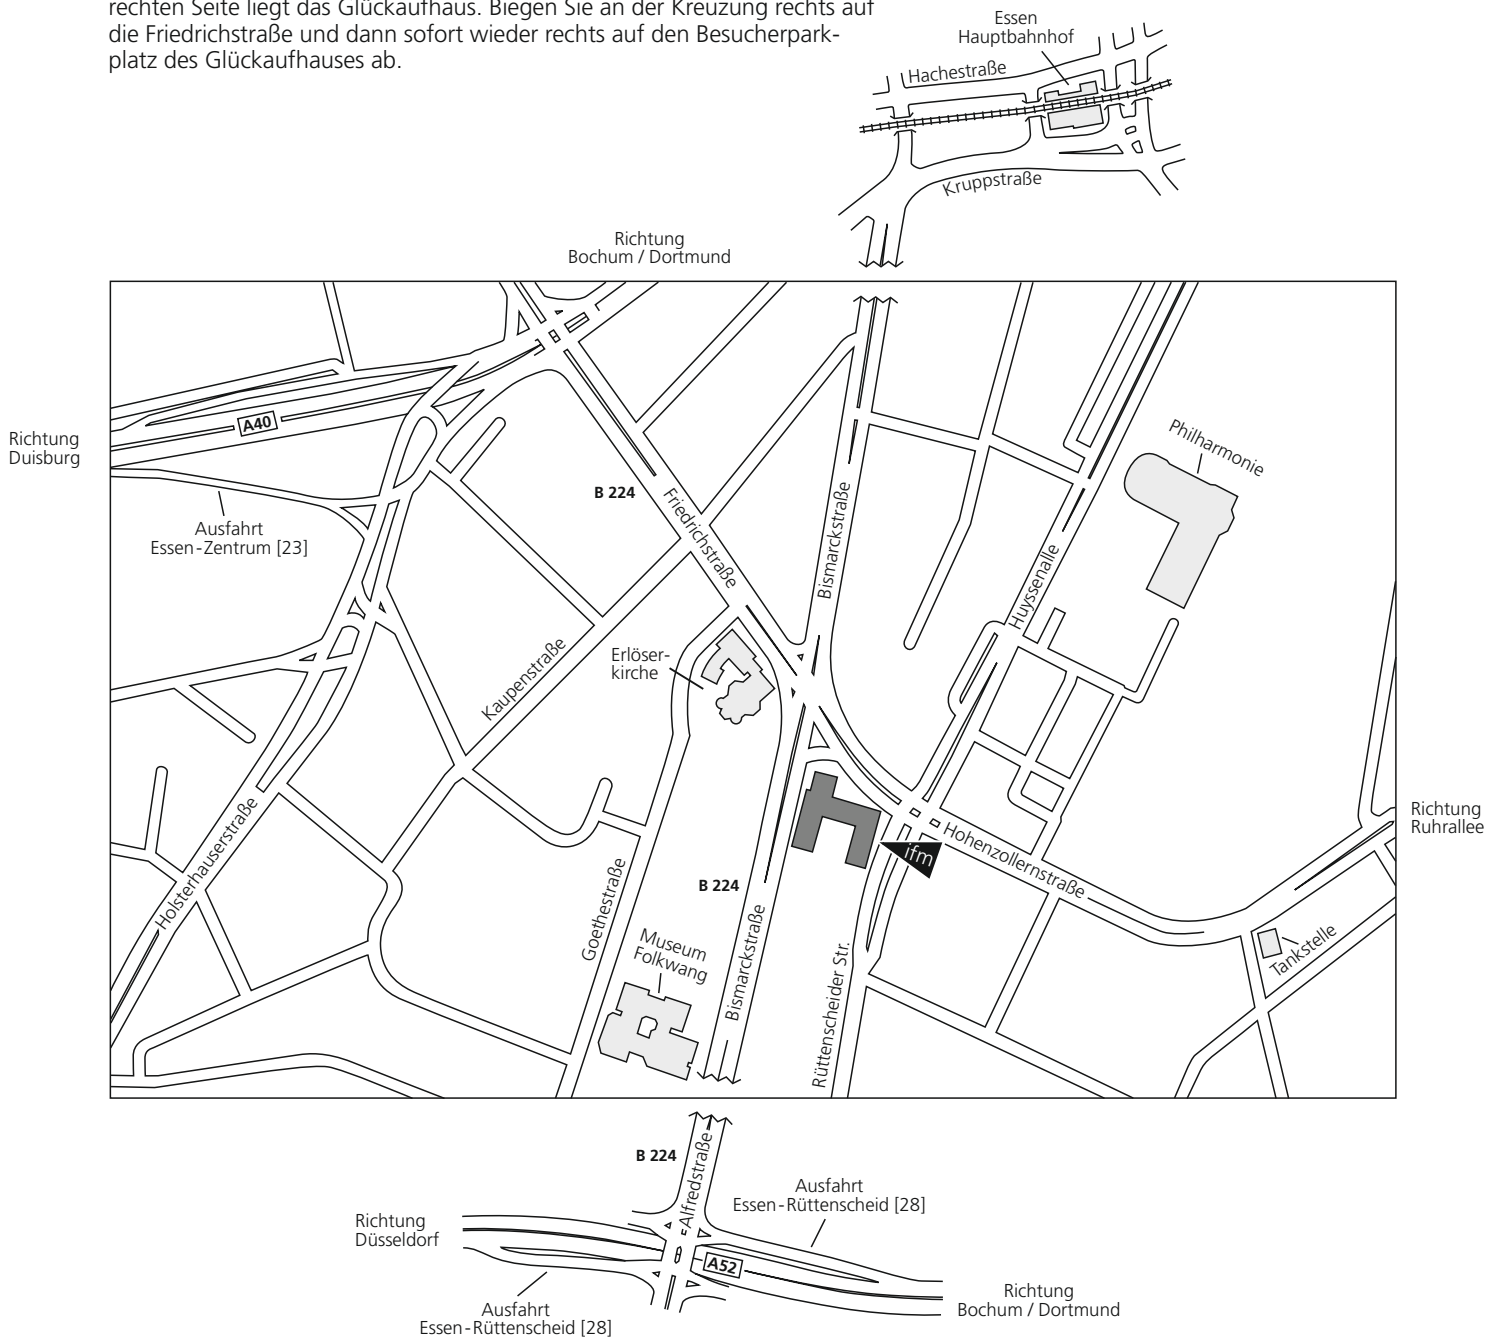 rechten Seite liegt das Glückaufhaus. Biegen Sie an der Kreuzung rechts auf
die Friedrichstraße und dann sofort wieder rechts auf den Besucherpark-
platz des Glückaufhauses ab.
Essen
Hauptbahnhof
Hachestraße
Kruppstraße
Richtung
Bochum / Dortmund
A40
Richtung
Duisburg
Philharmonie
B 224
Friedrichstraße
Bismarckstraße
Ausfahrt
Essen-Zentrum [23]
Huyssenalle
Erlöser-
kirche
Kaupenstraße
Holsterhauserstraße
Richtung
Ruhrallee
Hohenzollernstraße
ifm
B 224
Goethestraße
Museum
Folkwang
Bismarckstraße
Rüttenscheider Str.
Tankstelle
B 224
Alfredstraße
Ausfahrt
Essen-Rüttenscheid [28]
Richtung
Düsseldorf
A52
Richtung
Bochum / Dortmund
Ausfahrt
Essen-Rüttenscheid [28]